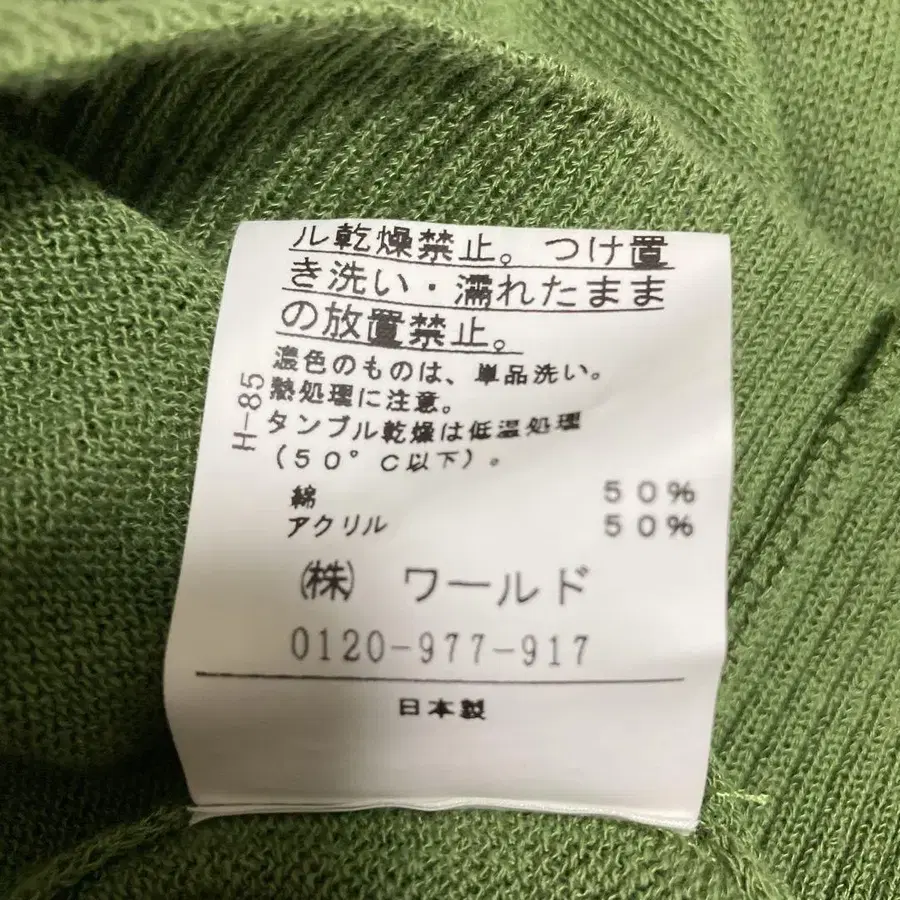 ル乾燥禁止。つけ置
き洗い・濡れたまま
の放置禁止。
濃色のものは、単品洗い。
熱処理に注意。
タンブル乾燥は低温処理
(50°C以下)。
H-85
綿 50%
アクリル 50%
(株) ワールド
0120-977-917
日本製